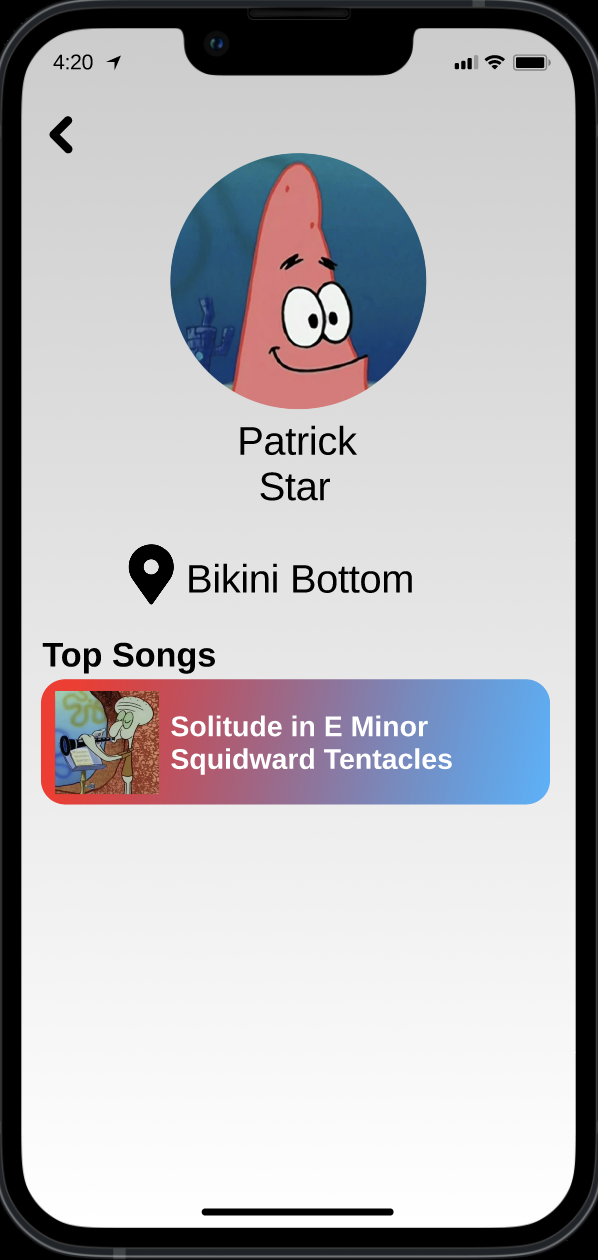 4:20
Patrick
Star
Bikini Bottom
Top Songs
Solitude in E Minor
Squidward Tentacles